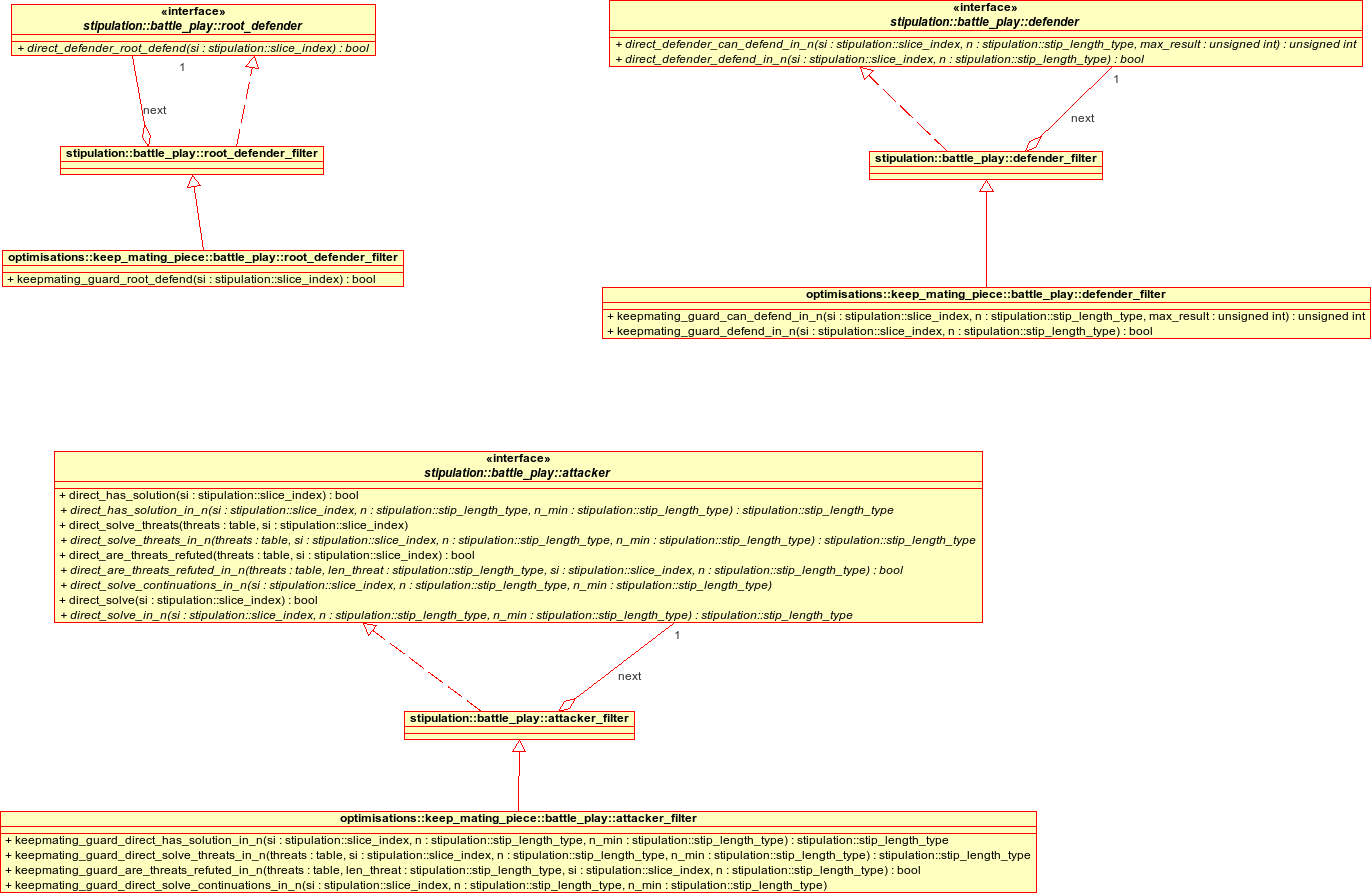 «interface»
stipulation::battle_play::root_defender
+ direct_defender_root_defend(si : stipulation::slice_index) : bool
1
next
stipulation::battle_play::root_defender_filter
optimisations::keep_mating_piece::battle_play::root_defender_filter
+ keepmating_guard_root_defend(si : stipulation::slice_index) : bool
«interface»
stipulation::battle_play::defender
+ direct_defender_can_defend_in_n(si : stipulation::slice_index, n : stipulation::stip_length_type, max_result : unsigned int) : unsigned int
+ direct_defender_defend_in_n(si : stipulation::slice_index, n : stipulation::stip_length_type) : bool
1
next
stipulation::battle_play::defender_filter
optimisations::keep_mating_piece::battle_play::defender_filter
+ keepmating_guard_can_defend_in_n(si : stipulation::slice_index, n : stipulation::stip_length_type, max_result : unsigned int) : unsigned int
+ keepmating_guard_defend_in_n(si : stipulation::slice_index, n : stipulation::stip_length_type) : bool
«interface»
stipulation::battle_play::attacker
+ direct_has_solution(si : stipulation::slice_index) : bool
+ direct_has_solution_in_n(si : stipulation::slice_index, n : stipulation::stip_length_type, n_min : stipulation::stip_length_type) : stipulation::stip_length_type
+ direct_solve_threats(threats : table, si : stipulation::slice_index)
+ direct_solve_threats_in_n(threats : table, si : stipulation::slice_index, n : stipulation::stip_length_type, n_min : stipulation::stip_length_type) : stipulation::stip_length_type
+ direct_are_threats_refuted(threats : table, si : stipulation::slice_index) : bool
+ direct_are_threats_refuted_in_n(threats : table, len_threat : stipulation::stip_length_type, si : stipulation::slice_index, n : stipulation::stip_length_type) : bool
+ direct_solve_continuations_in_n(si : stipulation::slice_index, n : stipulation::stip_length_type, n_min : stipulation::stip_length_type)
+ direct_solve(si : stipulation::slice_index) : bool
+ direct_solve_in_n(si : stipulation::slice_index, n : stipulation::stip_length_type, n_min : stipulation::stip_length_type) : stipulation::stip_length_type
1
next
stipulation::battle_play::attacker_filter
optimisations::keep_mating_piece::battle_play::attacker_filter
+ keepmating_guard_direct_has_solution_in_n(si : stipulation::slice_index, n : stipulation::stip_length_type, n_min : stipulation::stip_length_type) : stipulation::stip_length_type
+ keepmating_guard_direct_solve_threats_in_n(threats : table, si : stipulation::slice_index, n : stipulation::stip_length_type, n_min : stipulation::stip_length_type) : stipulation::stip_length_type
+ keepmating_guard_are_threats_refuted_in_n(threats : table, len_threat : stipulation::stip_length_type, si : stipulation::slice_index, n : stipulation::stip_length_type) : bool
+ keepmating_guard_direct_solve_continuations_in_n(si : stipulation::slice_index, n : stipulation::stip_length_type, n_min : stipulation::stip_length_type)